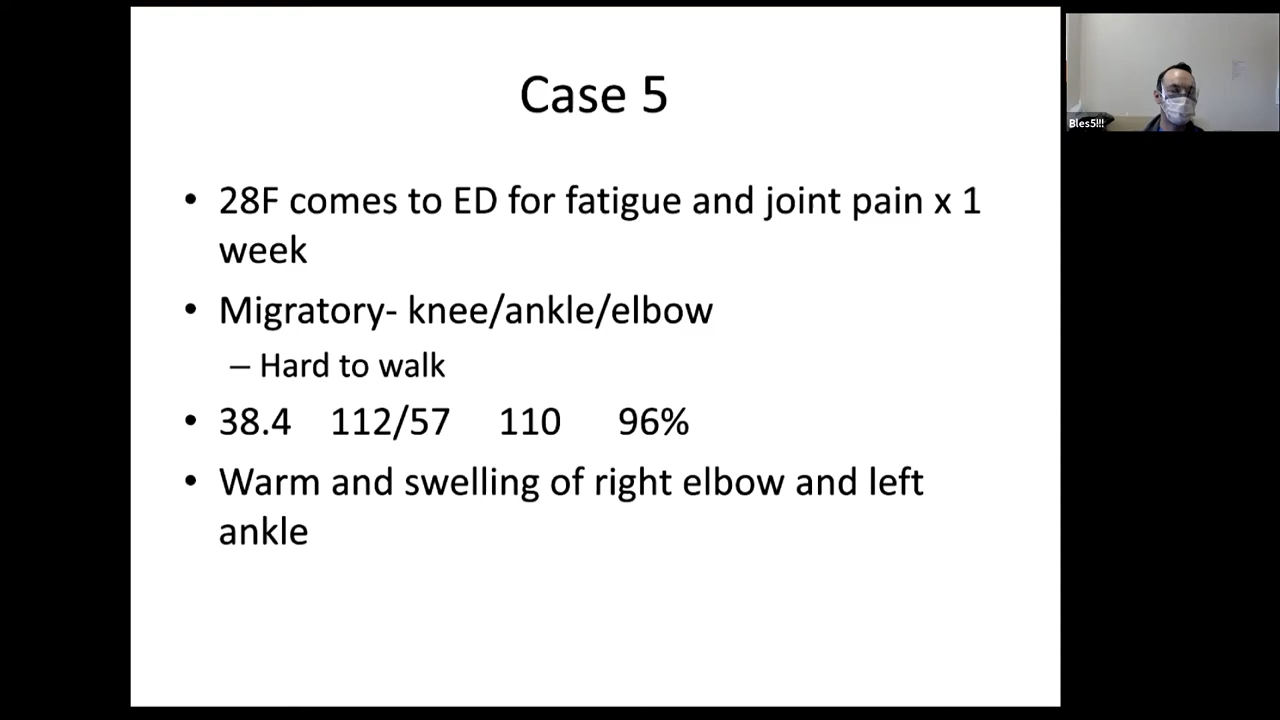 Case 5
• 28F comes to ED for fatigue and joint pain x 1
week
• Migratory- knee/ankle/elbow
– Hard to walk
• 38.4 112/57 110 96%
• Warm and swelling of right elbow and left
ankle
Bles5!!!